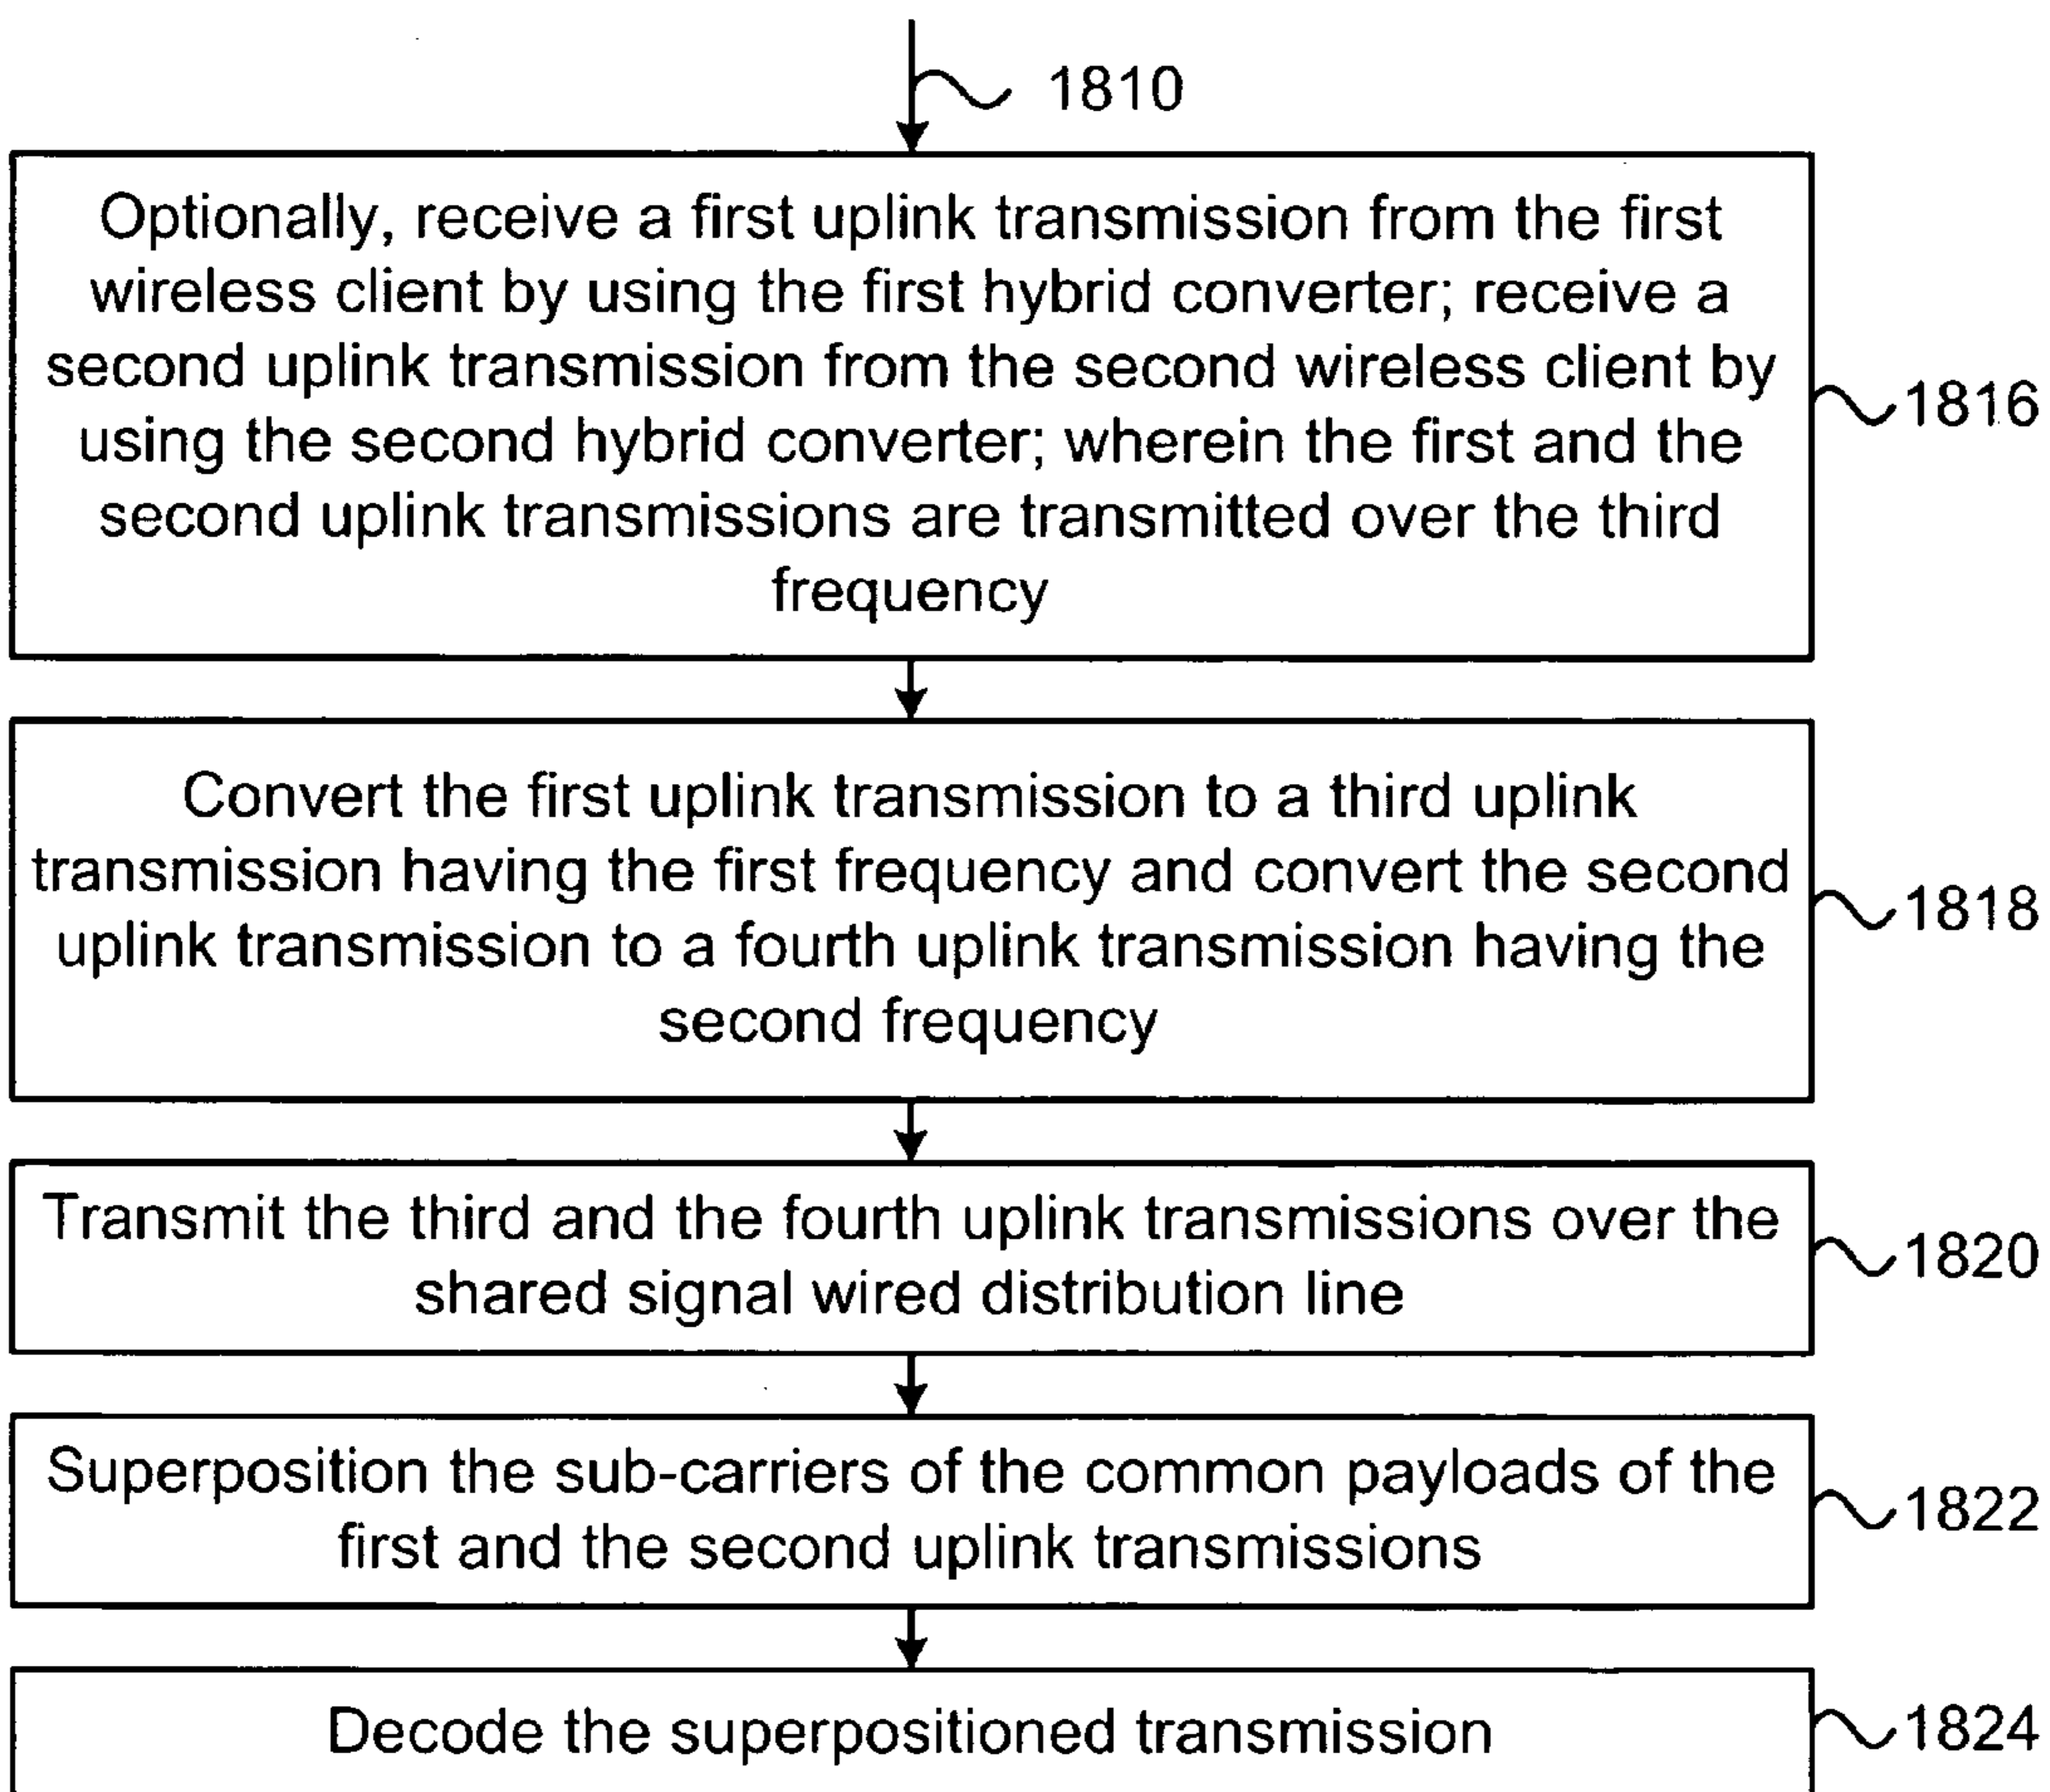 1810
Optionally, receive a first uplink transmission from the first
wireless client by using the first hybrid converter; receive a
second uplink transmission from the second wireless client by
using the second hybrid converter; wherein the first and the
second uplink transmissions are transmitted over the third
frequency
1816
Convert the first uplink transmission to a third uplink
transmission having the first frequency and convert the second
uplink transmission to a fourth uplink transmission having the
second frequency
1818
Transmit the third and the fourth uplink transmissions over the
shared signal wired distribution line
1820
Superposition the sub-carriers of the common payloads of the
first and the second uplink transmissions
1822
Decode the superpositioned transmission
1824